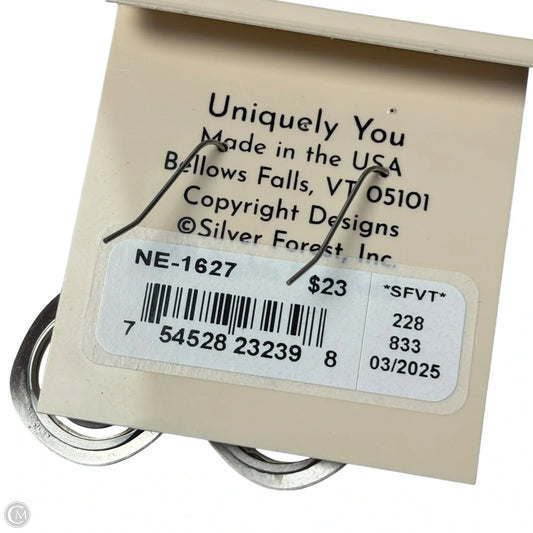 Uniquely You
Made in the USA
Bellows Falls, VT 05101
Copyright Designs
©Silver Forest, Inc.
NE-1627
$23
7 54528 23239 8
*SFVT*
228
833
03/2025
CM